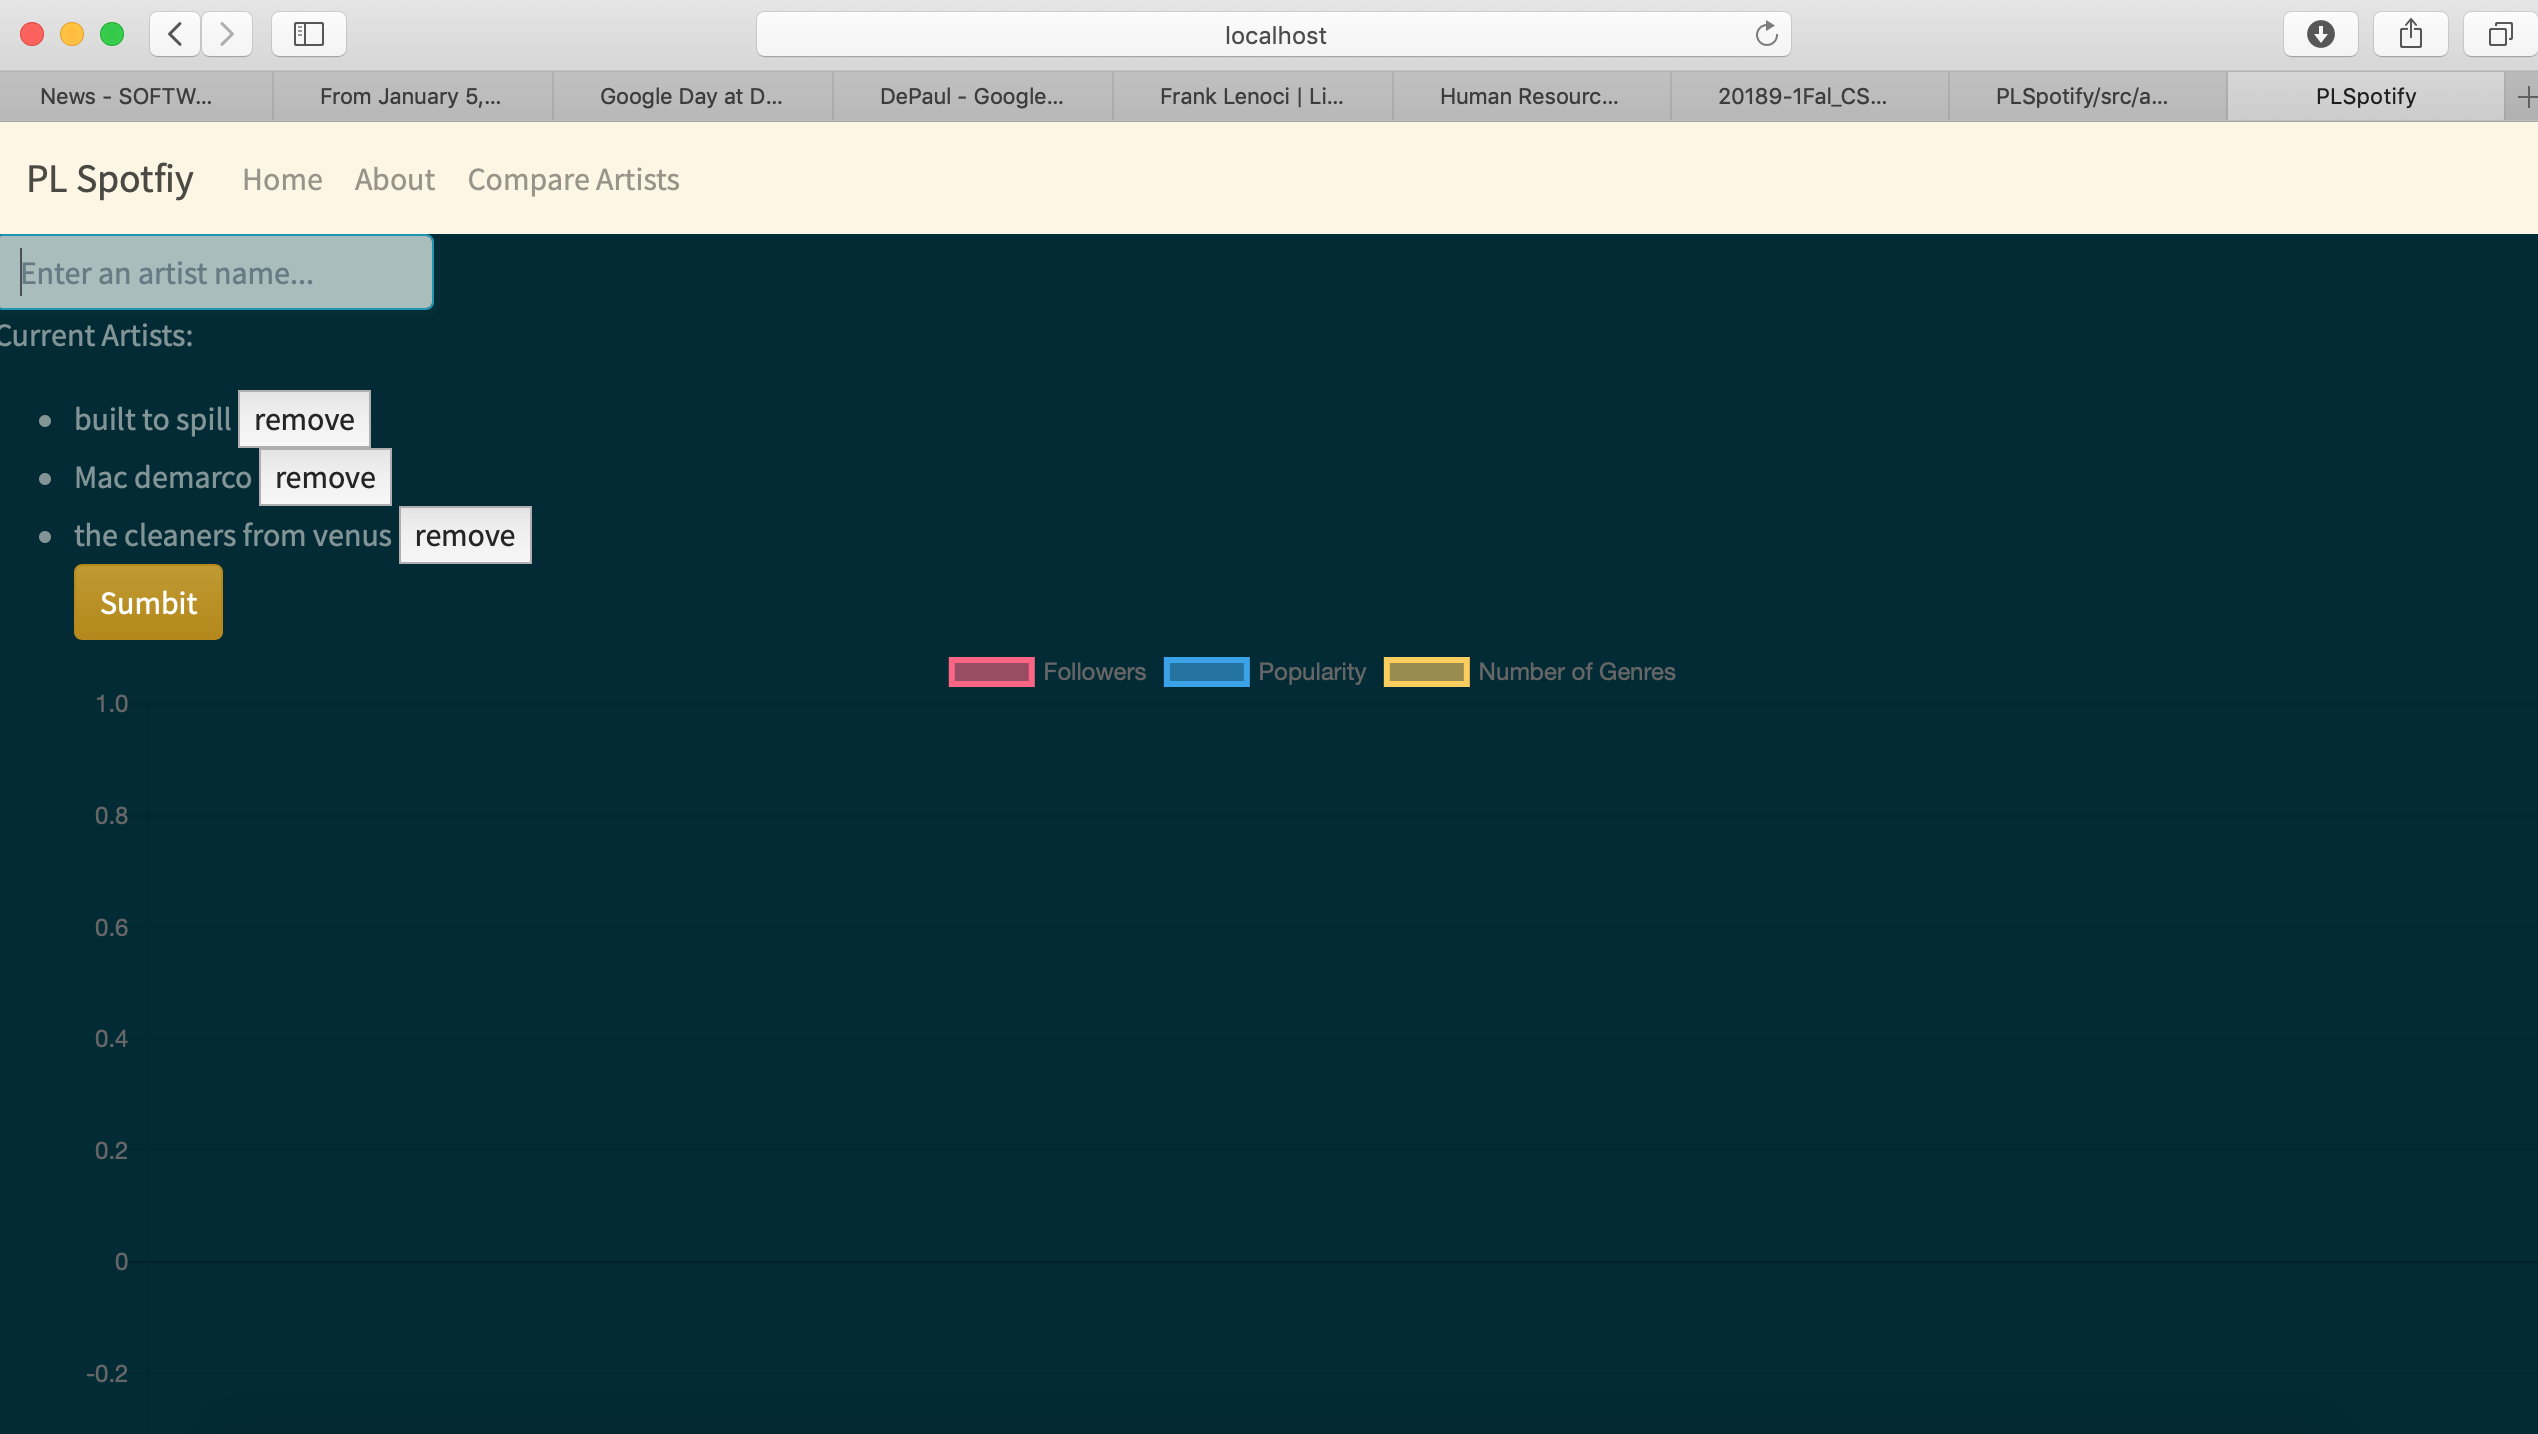 localhost
News - SOFTW... From January 5,... Google Day at D... DePaul - Google... Frank Lenoci | Li... Human Resourc... 20189-1Fal_CS... PLSpotify/src/a... PLSpotify
PL Spotfiy Home About Compare Artists
Enter an artist name...
Current Artists:
built to spill remove
Mac demarco remove
the cleaners from venus remove
Sumbit
Followers Popularity Number of Genres
1.0
0.8
0.6
0.4
0.2
0
-0.2